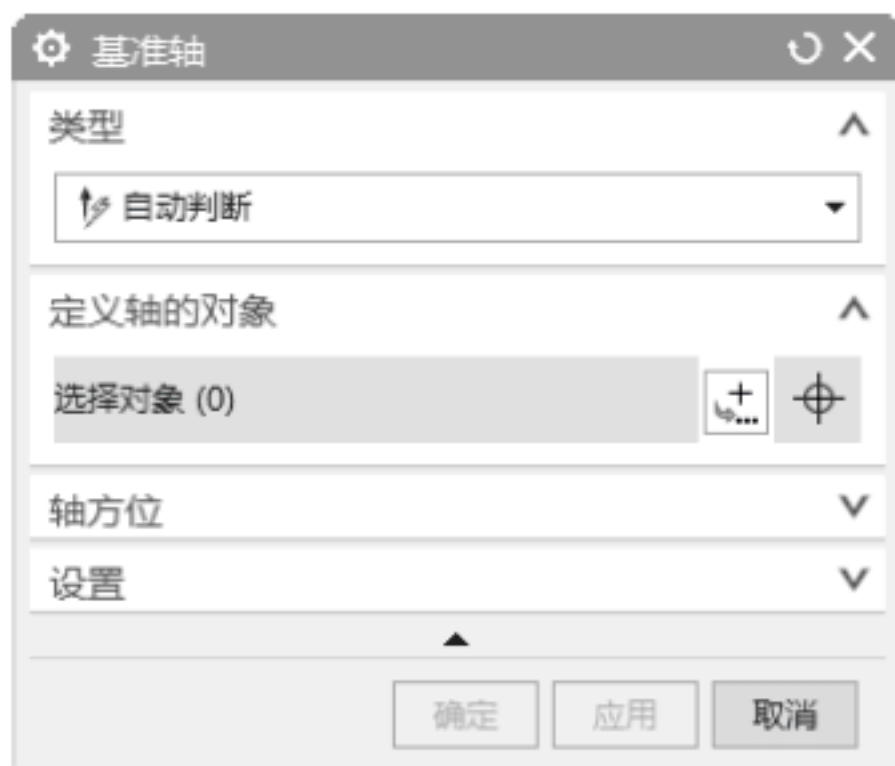 基准轴
类型
自动判断
定义轴的对象
选择对象 (0)
轴方位
设置
确定 应用 取消